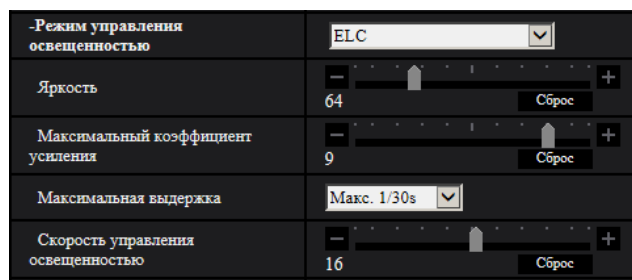 -Режим управления
освещенностью
ELC
Яркость
64
Сброс
Максимальный коэффициент
усиления
9
Сброс
Максимальная выдержка
Макс. 1/30s
Скорость управления
освещенностью
16
Сброс